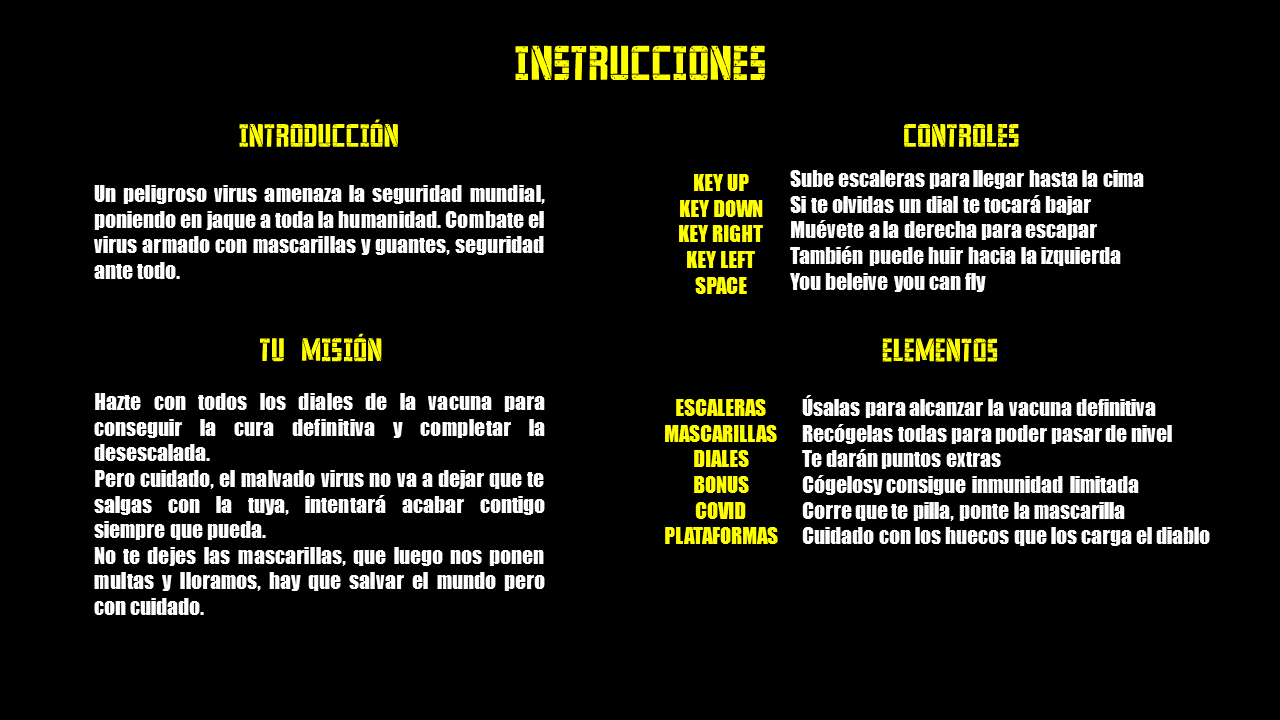 INSTRUCCIONES
INTRODUCCIÓN
Un peligroso virus amenaza la seguridad mundial,
poniendo en jaque a toda la humanidad. Combate el
virus armado con mascarillas y guantes, seguridad
ante todo.
TU MISIÓN
Hazte con todos los diales de la vacuna para
conseguir la cura definitiva y completar la
desescalada.
Pero cuidado, el malvado virus no va a dejar que te
salgas con la tuya, intentará acabar contigo
siempre que pueda.
No te dejes las mascarillas, que luego nos ponen
multas y lloramos, hay que salvar el mundo pero
con cuidado.
CONTROLES
KEY UP Sube escaleras para llegar hasta la cima
KEY DOWN Si te olvidas un dial te tocará bajar
KEY RIGHT Muévete a la derecha para escapar
KEY LEFT También puede huir hacia la izquierda
SPACE You beleive you can fly
ELEMENTOS
ESCALERAS Úsalas para alcanzar la vacuna definitiva
MASCARILLAS Recógelas todas para poder pasar de nivel
DIALES Te darán puntos extras
BONUS Cógelosy consigue inmunidad limitada
COVID Corre que te pilla, ponte la mascarilla
PLATAFORMAS Cuidado con los huecos que los carga el diablo